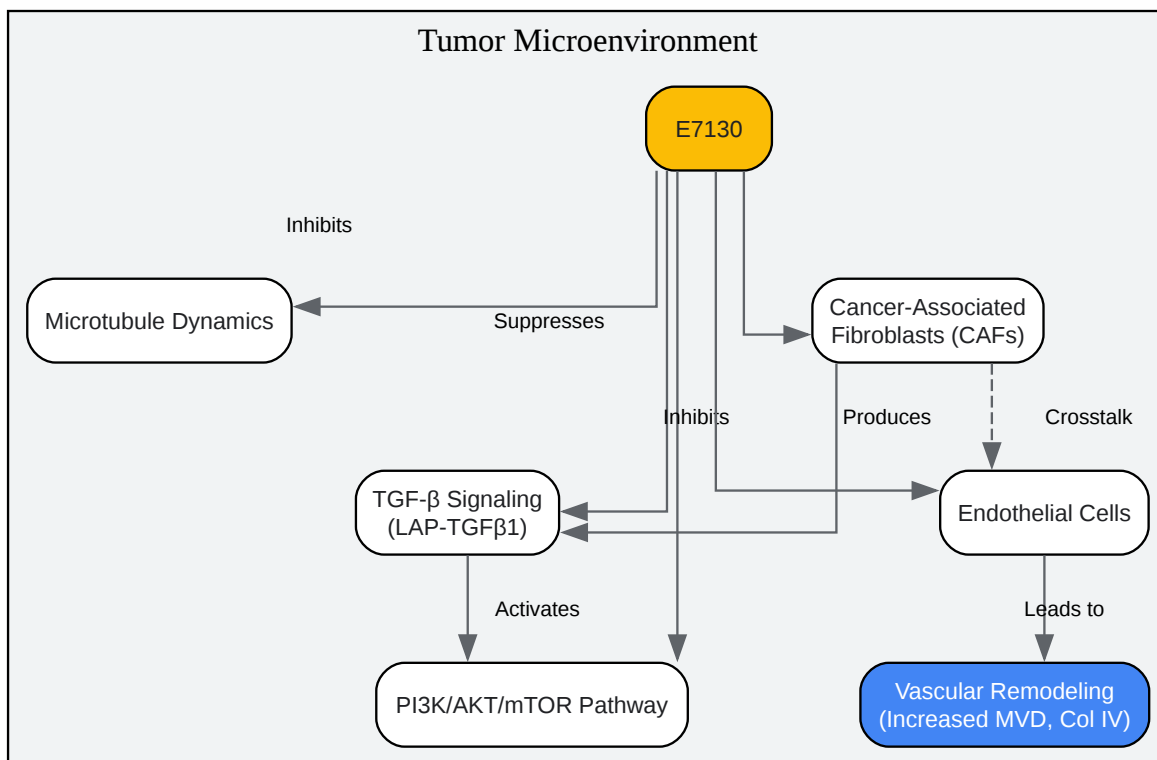 Tumor Microenvironment
E7130
Inhibits
Microtubule Dynamics
Suppresses
Cancer-Associated
Fibroblasts (CAFs)
Inhibits
Produces
Crosstalk
TGF-β Signaling
(LAP-TGFβ1)
Endothelial Cells
Activates
Leads to
PI3K/AKT/mTOR Pathway
Vascular Remodeling
(Increased MVD, Col IV)